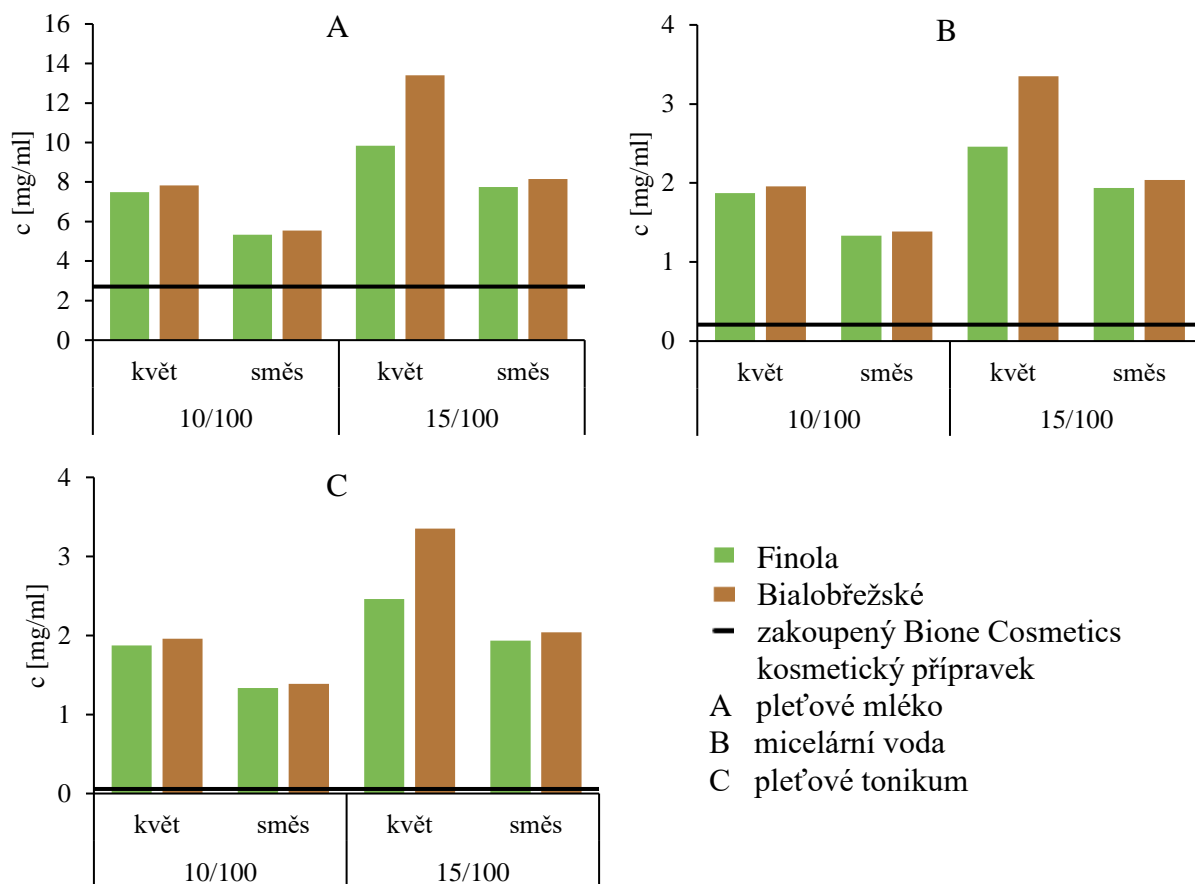 A
c [mg/ml]
16
14
12
10
8
6
4
2
0
květ směs květ směs
10/100 15/100
B
c [mg/ml]
4
3
2
1
0
květ směs květ směs
10/100 15/100
C
c [mg/ml]
4
3
2
1
0
květ směs květ směs
10/100 15/100
Finola
Bialobřežské
zakoupený Bione Cosmetics
kosmetický přípravek
A pleťové mléko
B micelární voda
C pleťové tonikum